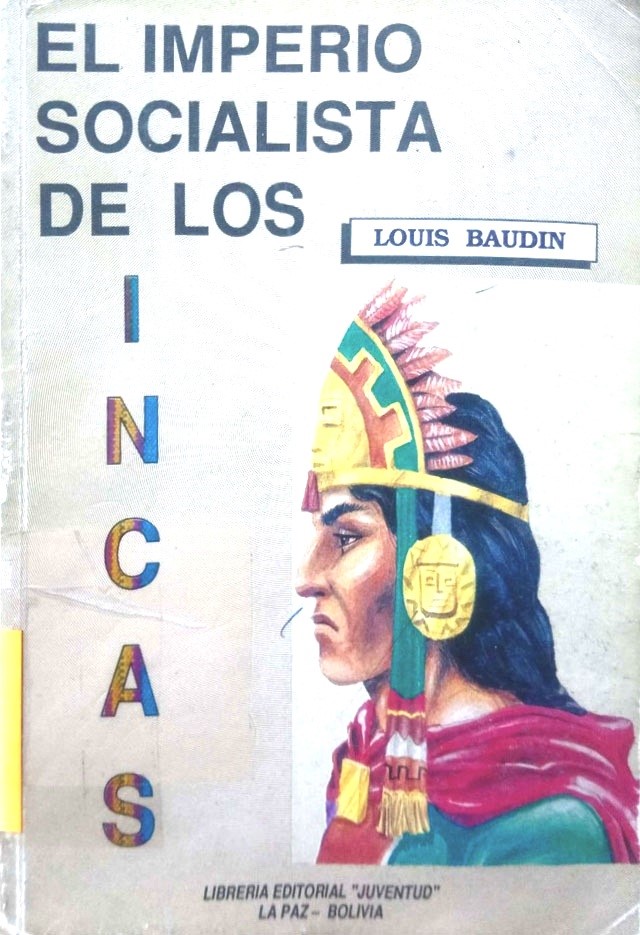 EL IMPERIO
SOCIALISTA
DE LOS
LOUIS BAUDIN
I
N
C
A
S
LIBRERIA EDITORIAL "JUVENTUD"
LA PAZ – BOLIVIA